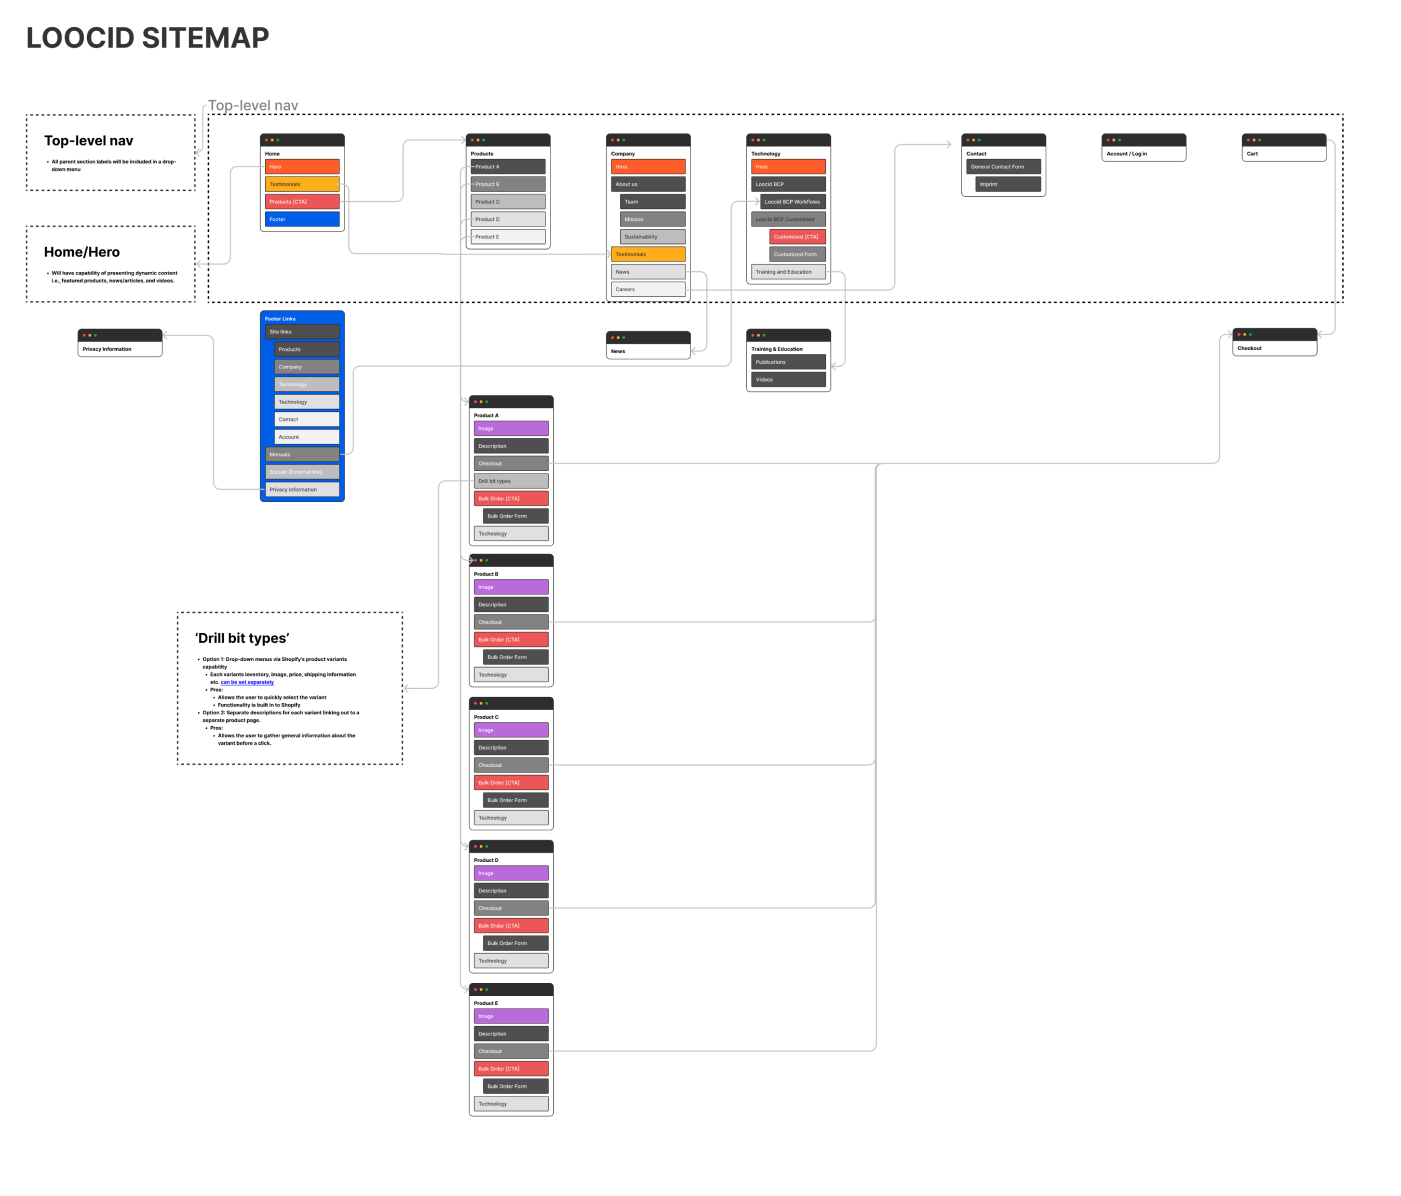 LOOCID SITEMAP
Top-level nav
Top-level nav
All parent section labels will be included in a drop-
down menu
Home/Hero
Will have capability of presenting dynamic content
i.e., featured products, news/articles, and videos.
Home
Hero
Testimonials
Products [CTA]
Footer
Products
Product A
Product B
Product C
Product D
Product E
Company
Hero
About us
Team
Mission
Sustainability
Testimonials
News
Careers
Technology
Hero
Loocid BCP
Loocid BCP Workflows
Loocid BCP Customized
Customized [CTA]
Customized Form
Training and Education
Contact
General Contact Form
Imprint
Account / Log in
Cart
Privacy Information
Footer Links
Site links
Products
Company
Technology
Technology
Contact
Account
Manuals
Socials [External link]
Privacy Information
News
Training & Education
Publications
Videos
Checkout
Product A
Image
Description
Checkout
Drill bit types
Bulk Order [CTA]
Bulk Order Form
Technology
Product B
Image
Description
Checkout
Bulk Order [CTA]
Bulk Order Form
Technology
‘Drill bit types’
Option 1: Drop-down menus via Shopify's product variants
capability
Each variants inventory, image, price, shipping information
etc. can be set separately
Pros:
Allows the user to quickly select the variant
Functionality is built in to Shopify
Option 2: Separate descriptions for each variant linking out to a
separate product page.
Pros:
Allows the user to gather general information about the
variant before a click.
Product C
Image
Description
Checkout
Bulk Order [CTA]
Bulk Order Form
Technology
Product D
Image
Description
Checkout
Bulk Order [CTA]
Bulk Order Form
Technology
Product E
Image
Description
Checkout
Bulk Order [CTA]
Bulk Order Form
Technology